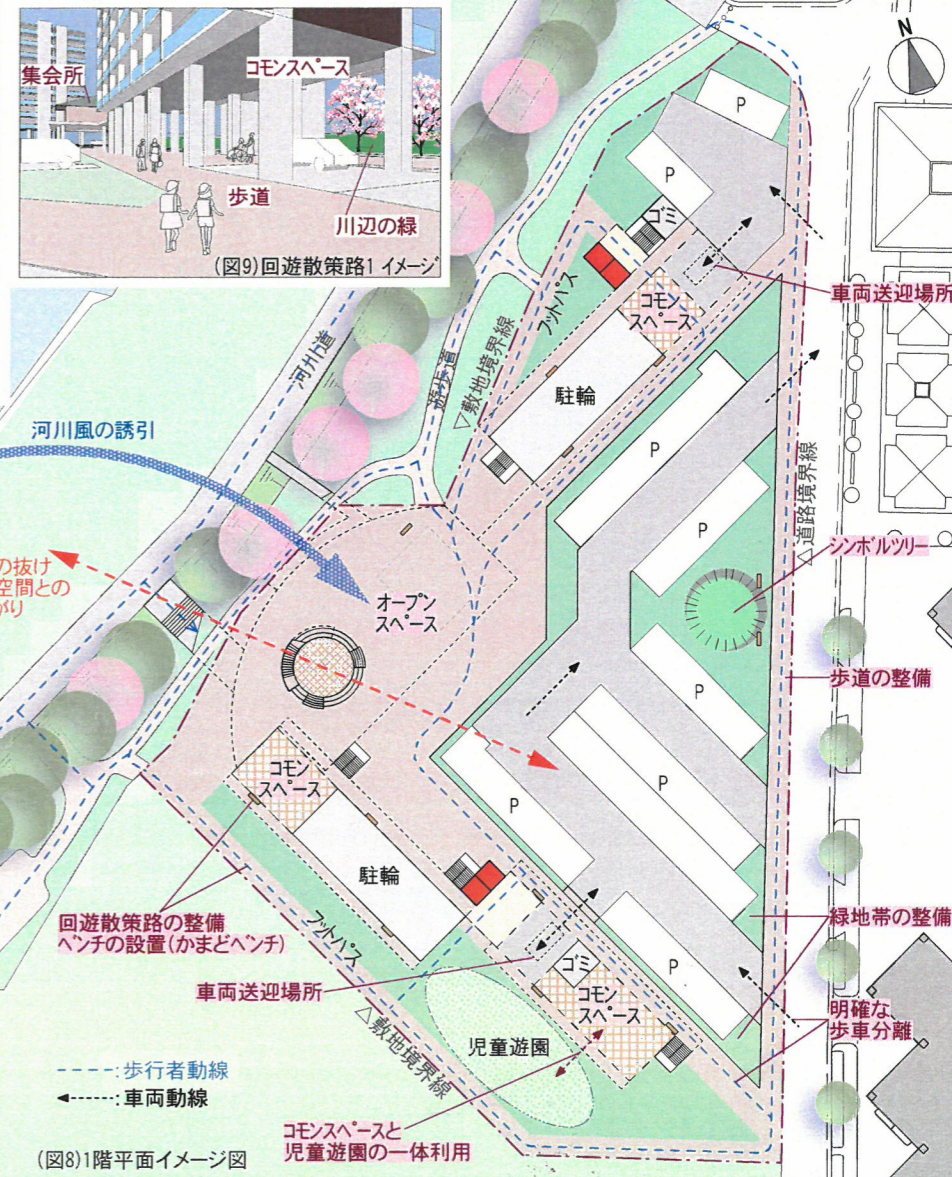 集会所
コモンスペース
歩道
川辺の緑
(図9)回遊散策路1 イメージ
N
P
P
ゴミ
車両送迎場所
コモン
スペース
フットパス
河川道
遊歩道
▽敷地境界線
駐輪
河川風の誘引
P
P
△道路境界線
の抜け
空間との
がり
オープン
スペース
シンボルツリー
歩道の整備
P
P
P
コモン
スペース
駐輪
回遊散策路の整備
ベンチの設置(かまどベンチ)
フットパス
緑地帯の整備
P
車両送迎場所
ゴミ
コモン
スペース
明確な
歩車分離
△敷地境界線
児童遊園
:歩行者動線
:車両動線
コモンスペースと
児童遊園の一体利用
(図8)1階平面イメージ図